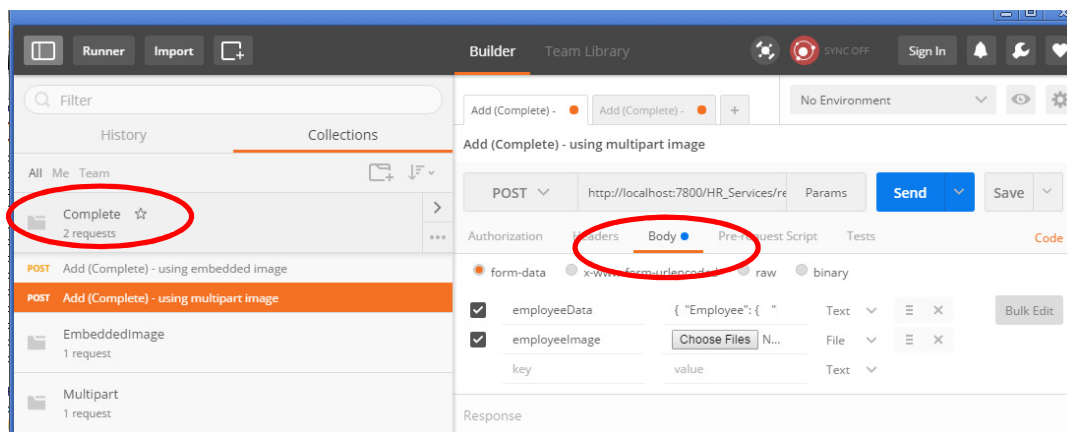 Runner Import Builder Team Library SYNC OFF Sign In
Filter
History Collections
All Me Team
Complete
2 requests
POST Add (Complete) - using embedded image
POST Add (Complete) - using multipart image
EmbeddedImage
1 request
Multipart
1 request
Add (Complete) - Add (Complete) - + No Environment
Add (Complete) - using multipart image
POST http://localhost:7800/HR_Services/re Params Send Save
Authorization Headers Body Pre-request Script Tests Code
form-data x-www-form-urlencoded raw binary
employeeData { "Employee": { " Text Bulk Edit
employeeImage Choose Files N... File
key value Text
Response